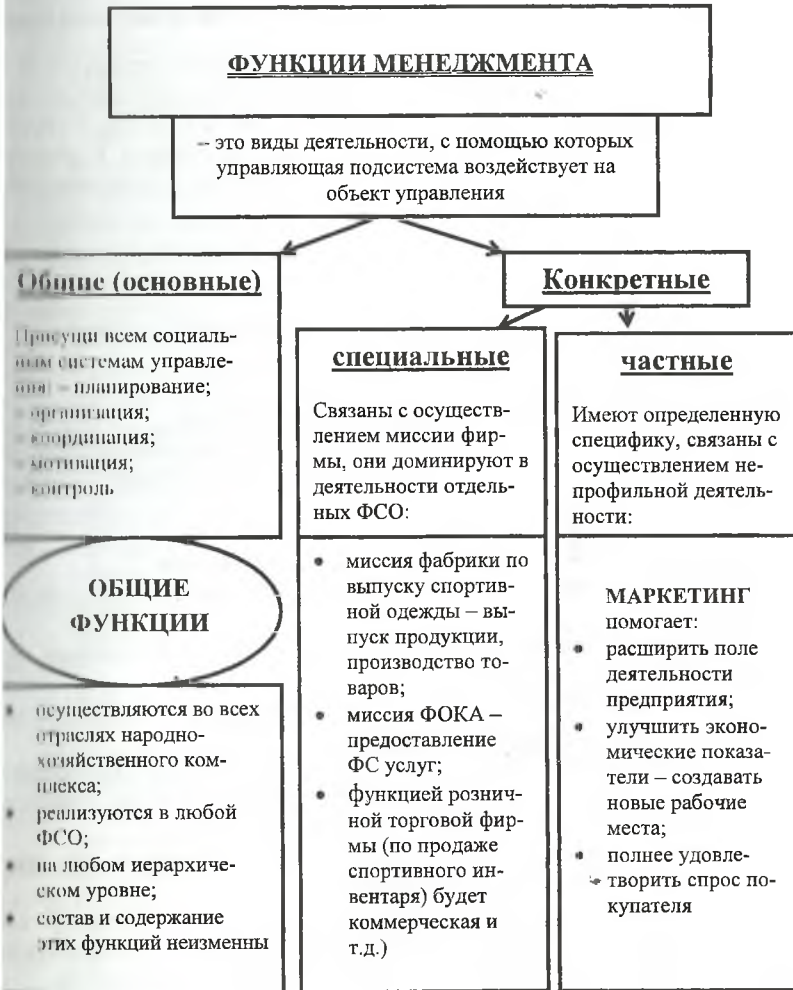 ФУНКЦИИ МЕНЕДЖМЕНТА
– это виды деятельности, с помощью которых
управляющая подсистема воздействует на
объект управления
Общие (основные)
Присущи всем социаль-
ным системам управле-
ния – планирование;
организация;
координация;
мотивация;
контроль
ОБЩИЕ
ФУНКЦИИ
• осуществляются во всех
отраслях народно-
хозяйственного ком-
плекса;
• реализуются в любой
ФСО;
• на любом иерархиче-
ском уровне;
• состав и содержание
этих функций неизменны
Конкретные
специальные
Связаны с осуществ-
лением миссии фир-
мы, они доминируют в
деятельности отдель-
ных ФСО:
• миссия фабрики по
выпуску спортив-
ной одежды – вы-
пуск продукции,
производство то-
варов;
• миссия ФОКА –
предоставление
ФС услуг;
• функцией рознич-
ной торговой фир-
мы (по продаже
спортивного ин-
вентаря) будет
коммерческая и
т.д.)
частные
Имеют определенную
специфику, связаны с
осуществлением не-
профильной деятель-
ности:
МАРКЕТИНГ
помогает:
• расширить поле
деятельности
предприятия;
• улучшить эконо-
мические показа-
тели – создавать
новые рабочие
места;
• полнее удовле-
творить спрос по-
купателя